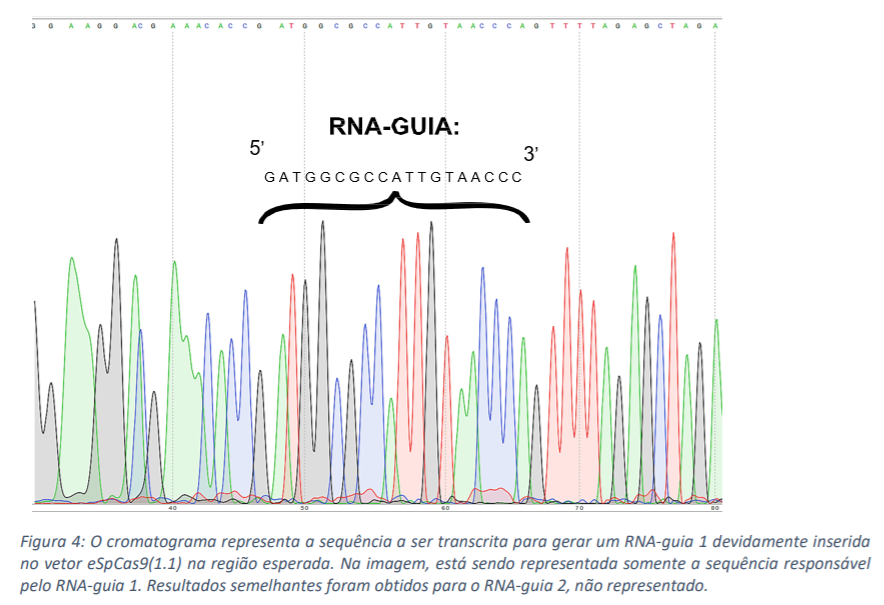 G G A A G G A C G A A A C A C C G A T G G C G C C A T T G T A A C C C A G T T T T A G A G C T A G A
RNA-GUIA:
5’ 3’
G A T G G C G C C A T T G T A A C C C
40 50 60 70 80
Figura 4: O cromatograma representa a sequência a ser transcrita para gerar um RNA-guia 1 devidamente inserida
no vetor eSpCas9(1.1) na região esperada. Na imagem, está sendo representada somente a sequência responsável
pelo RNA-guia 1. Resultados semelhantes foram obtidos para o RNA-guia 2, não representado.